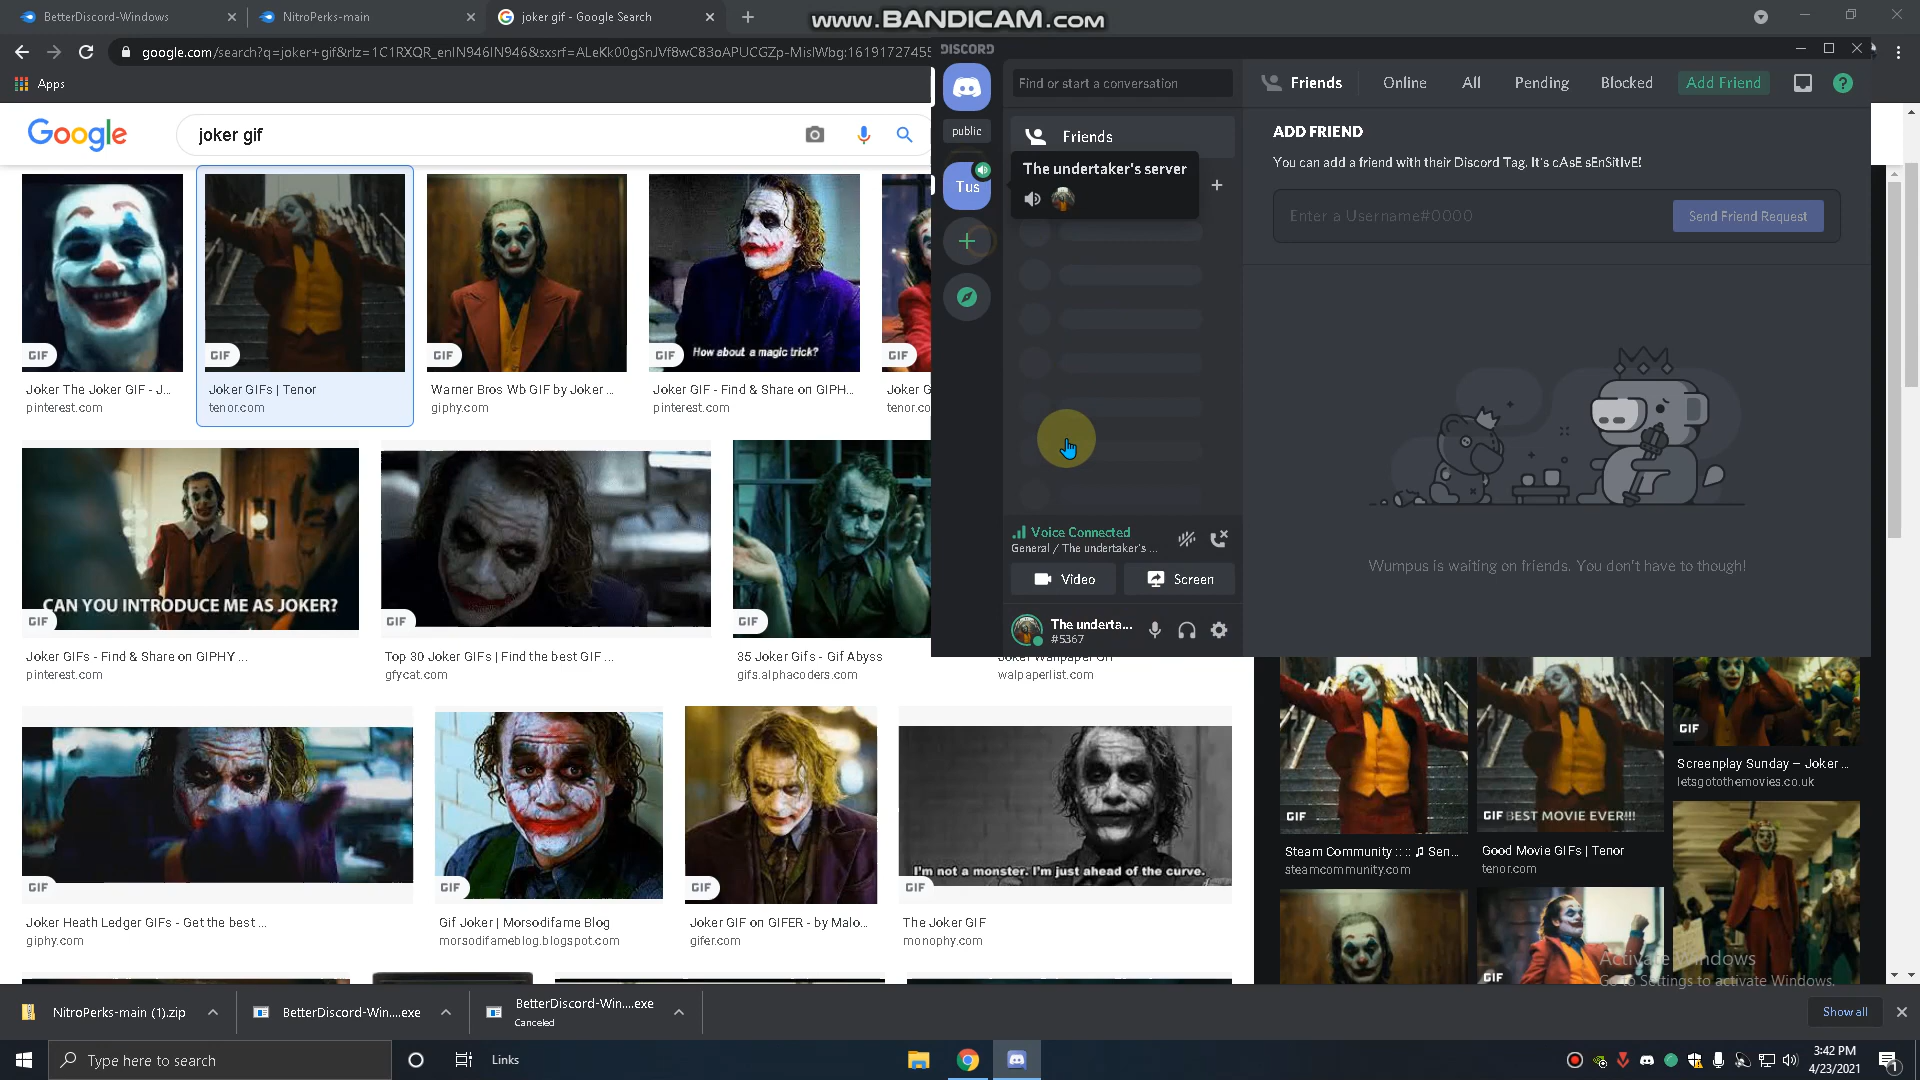 BetterDiscord-Windows
NitroPerks-main
joker gif - Google Search
www.BANDICAM.com
google.com/search?q=joker+gif&rlz=1C1RXQR_enIN946IN946&sxsrf=ALeKk00gSnJVf8wC83oAPUCGZp-MisIWbg:1619172745
Apps
Google
joker gif
DISCORD
Find or start a conversation
Friends
Online
All
Pending
Blocked
Add Friend
public
Friends
Tus
The undertaker's server
ADD FRIEND
You can add a friend with their Discord Tag. It's cAsE sEnSitIvE!
Enter a Username#0000
Send Friend Request
Wumpus is waiting on friends. You don't have to though!
Voice Connected
General / The undertaker's ...
Video
Screen
The underta...
#5367
GIF
Joker The Joker GIF - J...
pinterest.com
GIF
Joker GIFs | Tenor
tenor.com
GIF
Warner Bros Wb GIF by Joker ...
giphy.com
How about a magic trick?
GIF
Joker GIF - Find & Share on GIPH...
pinterest.com
GIF
Joker G
tenor.co
CAN YOU INTRODUCE ME AS JOKER?
GIF
Joker GIFs - Find & Share on GIPHY ...
pinterest.com
GIF
Top 30 Joker GIFs | Find the best GIF ...
gfycat.com
GIF
35 Joker Gifs - Gif Abyss
gifs.alphacoders.com
Joker Wallpaper GIF
walpaperlist.com
GIF
Joker Heath Ledger GIFs - Get the best ...
giphy.com
GIF
Gif Joker | Morsodifame Blog
morsodifameblog.blogspot.com
GIF
Joker GIF on GIFER - by Malo...
gifer.com
I'm not a monster. I'm just ahead of the curve.
GIF
The Joker GIF
monophy.com
GIF
Steam Community :: :: ♫ Sen...
steamcommunity.com
GIF
BEST MOVIE EVER!!!
Good Movie GIFs | Tenor
tenor.com
GIF
Screenplay Sunday – Joker ...
letsgotothemovies.co.uk
GIF
Activate Windows
Go to Settings to activate Windows.
NitroPerks-main (1).zip
BetterDiscord-Win....exe
BetterDiscord-Win....exe
Canceled
Show all
Type here to search
Links
3:42 PM
4/23/2021
1